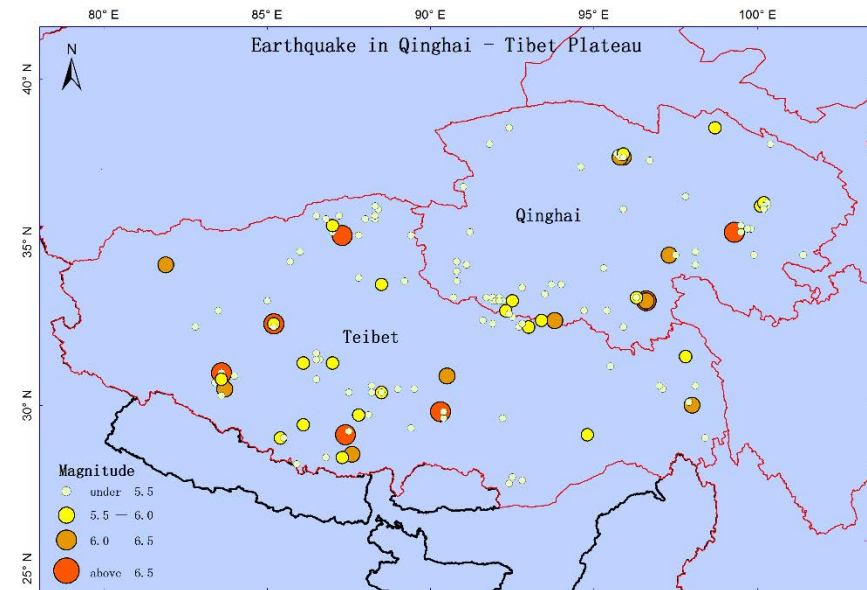 80° E 85° E 90° E 95° E 100° E
Earthquake in Qinghai - Tibet Plateau
N
40° N
Qinghai
35° N
Teibet
30° N
Magnitude
under 5.5
5.5 — 6.0
6.0 6.5
above 6.5
25° N